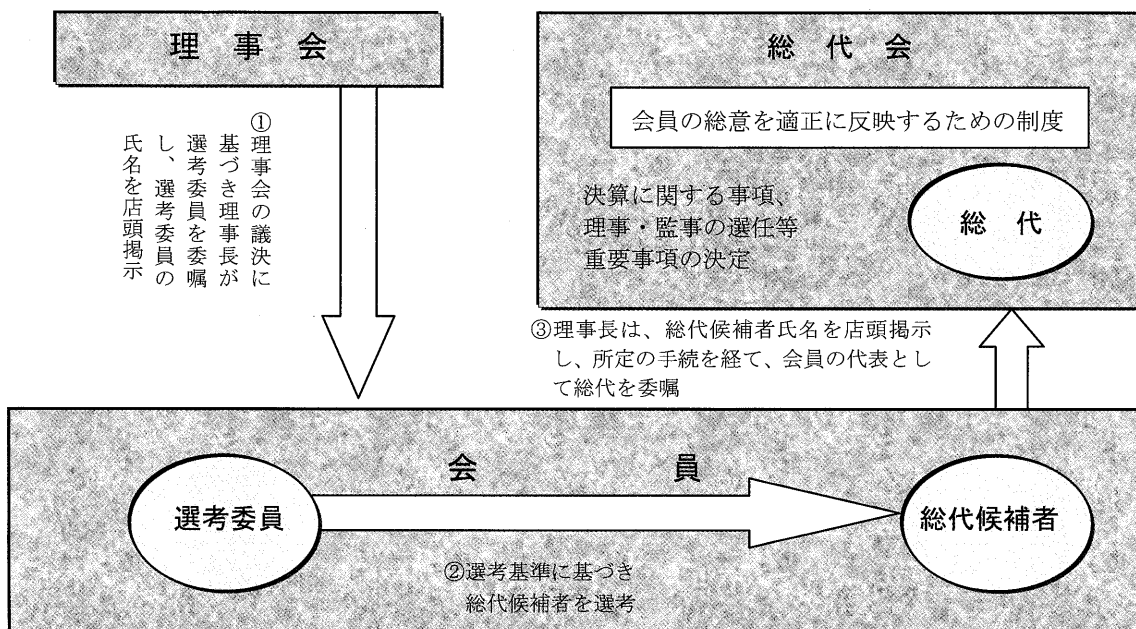 理事会
①理事会の議決に
基づき理事長が
選考委員を委嘱
し、選考委員の
氏名を店頭掲示
総代会
会員の総意を適正に反映するための制度
決算に関する事項、
理事・監事の選任等
重要事項の決定
総代
③理事長は、総代候補者氏名を店頭掲示
し、所定の手続を経て、会員の代表とし
て総代を委嘱
会員
選考委員
総代候補者
②選考基準に基づき
総代候補者を選考